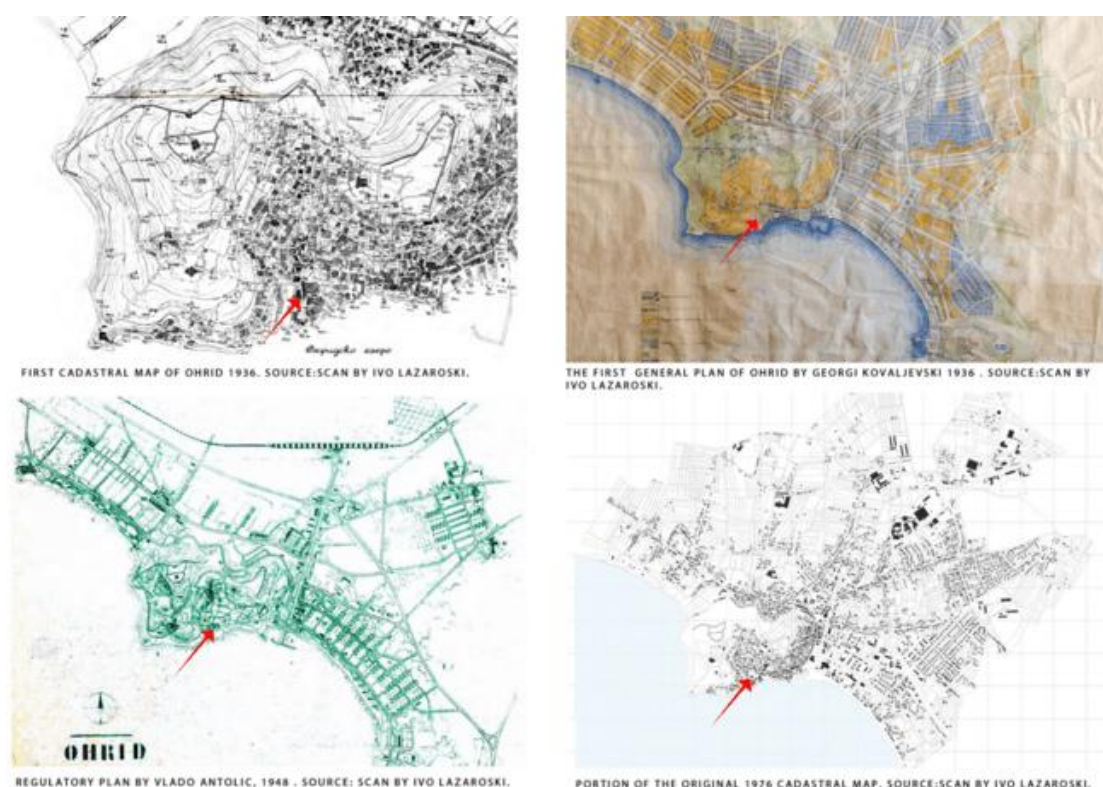 Охридско езеро
FIRST CADASTRAL MAP OF OHRID 1936. SOURCE:SCAN BY IVO LAZAROSKI.
THE FIRST GENERAL PLAN OF OHRID BY GEORGI KOVALJEVSKI 1936 . SOURCE:SCAN BY
IVO LAZAROSKI.
OHRID
REGULATORY PLAN BY VLADO ANTOLIC, 1948 . SOURCE: SCAN BY IVO LAZAROSKI.
PORTION OF THE ORIGINAL 1976 CADASTRAL MAP. SOURCE:SCAN BY IVO LAZAROSKI.